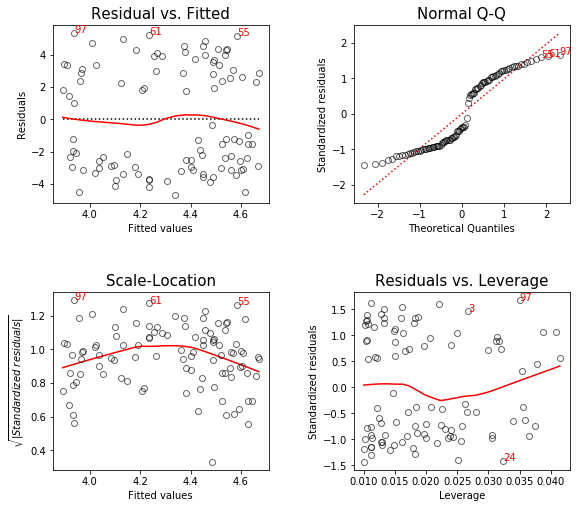 Residual vs. Fitted
Residuals
97
61
55
4
2
0
−2
−4
4.0 4.2 4.4 4.6
Fitted values
Normal Q-Q
Standardized residuals
55 61 97
2
1
0
−1
−2
−2 −1 0 1 2
Theoretical Quantiles
Scale-Location
√|Standardized residuals|
97
61
55
1.2
1.0
0.8
0.6
0.4
4.0 4.2 4.4 4.6
Fitted values
Residuals vs. Leverage
Standardized residuals
97
3
24
1.5
1.0
0.5
0.0
−0.5
−1.0
−1.5
0.010 0.015 0.020 0.025 0.030 0.035 0.040
Leverage